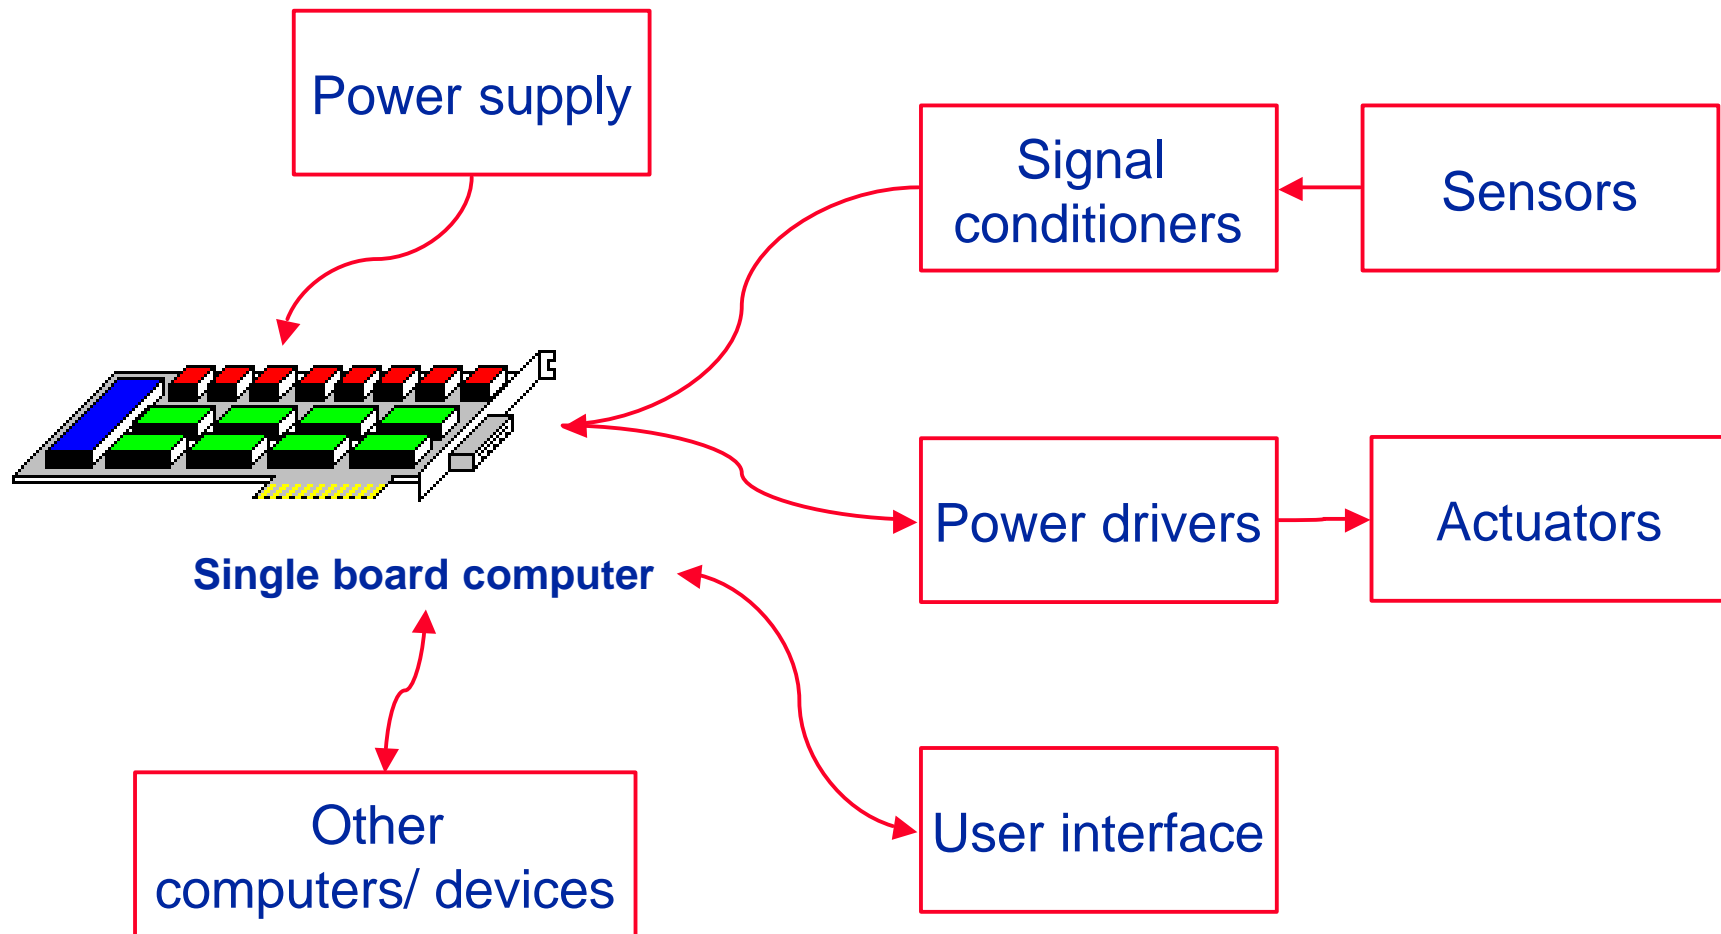 Power supply
Signal
conditioners
Sensors
Power drivers
Actuators
Single board computer
Other
computers/ devices
User interface